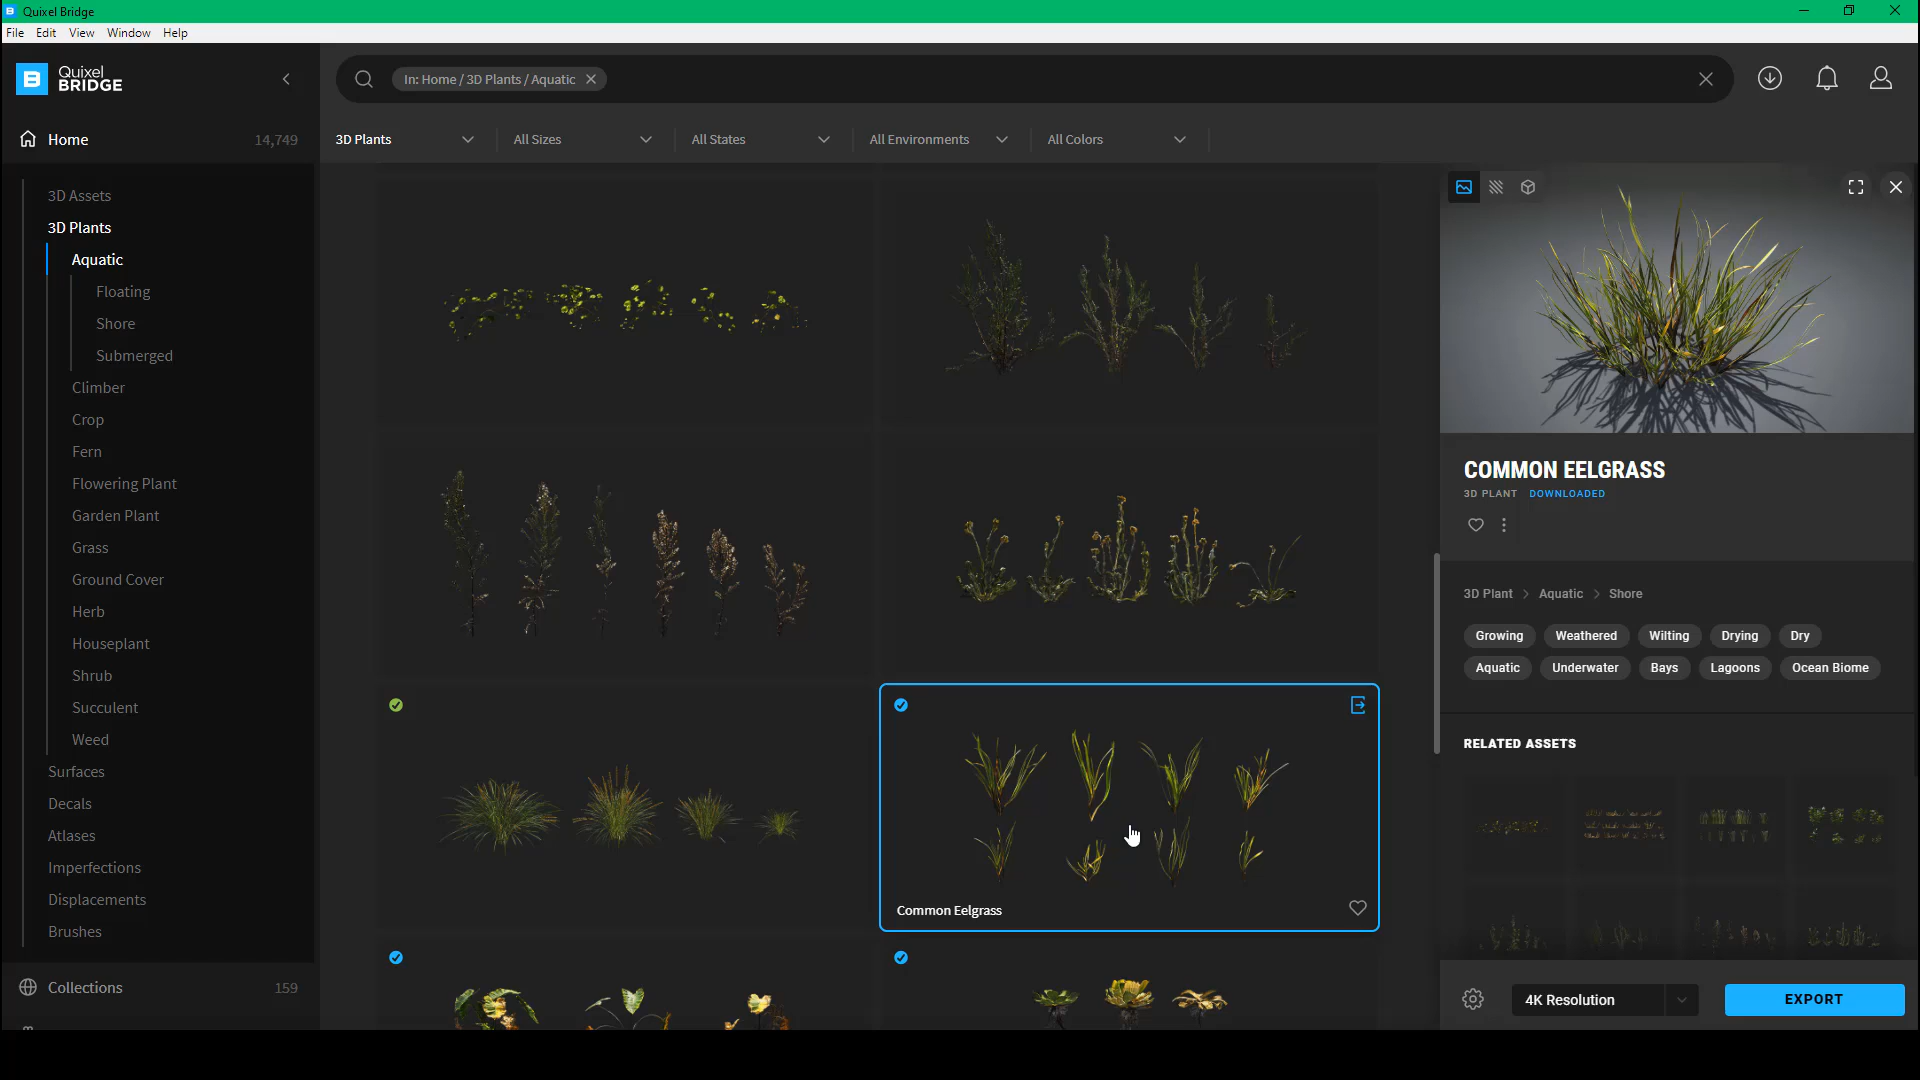 Quixel Bridge
File Edit View Window Help
Quixel
BRIDGE
In: Home / 3D Plants / Aquatic
Home 14,749
3D Plants All Sizes All States All Environments All Colors
3D Assets
3D Plants
Aquatic
Floating
Shore
Submerged
Climber
Crop
Fern
Flowering Plant
Garden Plant
Grass
Ground Cover
Herb
Houseplant
Shrub
Succulent
Weed
Surfaces
Decals
Atlases
Imperfections
Displacements
Brushes
Collections 159
Common Eelgrass
COMMON EELGRASS
3D PLANT DOWNLOADED
3D Plant > Aquatic > Shore
Growing Weathered Wilting Drying Dry
Aquatic Underwater Bays Lagoons Ocean Biome
RELATED ASSETS
4K Resolution EXPORT